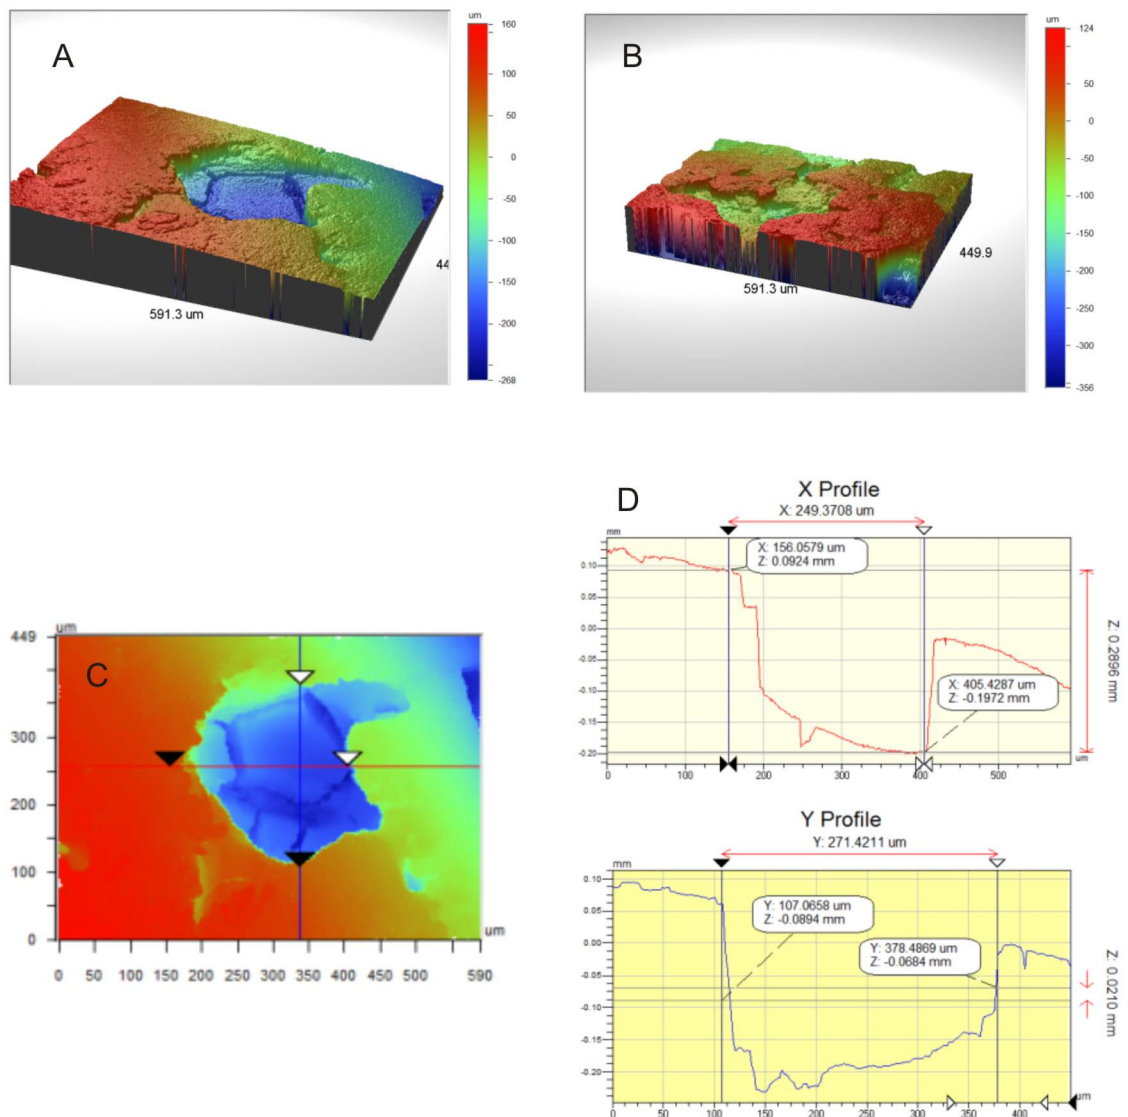 A
591.3 um
44
um
160
100
50
0
-50
-100
-150
-200
-268
B
591.3 um
449.9
um
124
50
0
-50
-100
-150
-200
-250
-300
-356
C
um
449
300
200
100
0
0 50 100 150 200 250 300 350 400 450 500 590
um
D
X Profile
X: 249.3708 um
mm
X: 156.0579 um
Z: 0.0924 mm
X: 405.4287 um
Z: -0.1972 mm
Z: 0.2896 mm
0.10
0.05
0.00
-0.05
-0.10
-0.15
-0.20
um
0 100 200 300 400 500
Y Profile
Y: 271.4211 um
mm
Y: 107.0658 um
Z: -0.0894 mm
Y: 378.4869 um
Z: -0.0684 mm
Z: 0.0210 mm
0.10
0.05
0.00
-0.05
-0.10
-0.15
-0.20
um
0 50 100 150 200 250 300 350 400